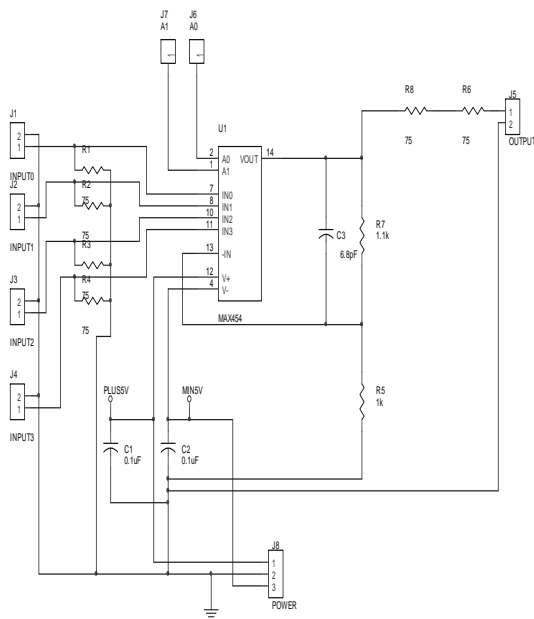 J7
A1
J6
A0
1
1
J1
2
1
INPUT0
J2
2
1
INPUT1
J3
2
1
INPUT2
J4
2
1
INPUT3
R1
R2
75
75
R3
R4
75
75
U1
2
1
7
8
10
11
13
12
4
A0
A1
IN0
IN1
IN2
IN3
-IN
V+
V-
VOUT
14
MAX454
C3
6.8pF
R7
1.1k
R8
75
R6
75
J5
1
2
OUTPUT
R5
1k
PLUS5V
MIN5V
C1
0.1uF
C2
0.1uF
J8
1
2
3
POWER